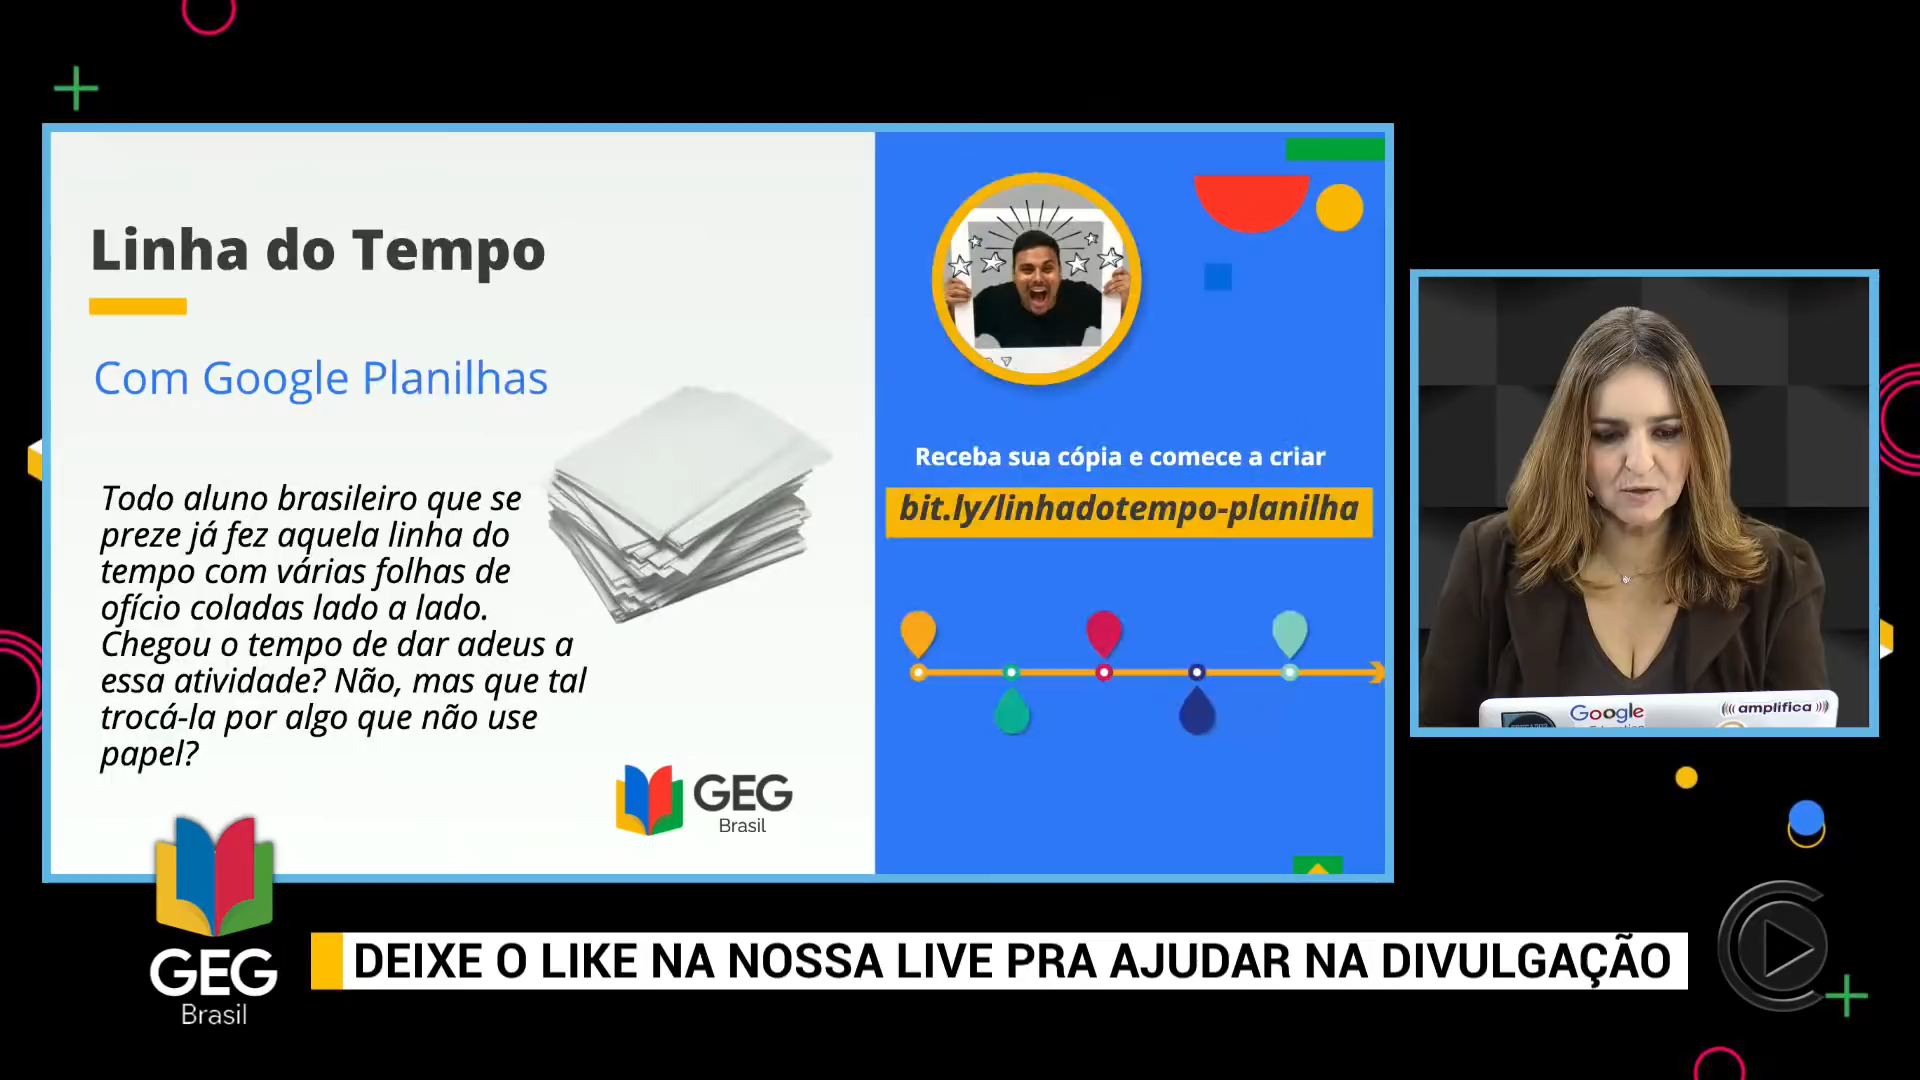 Linha do Tempo
Com Google Planilhas
Todo aluno brasileiro que se
preze já fez aquela linha do
tempo com várias folhas de
ofício coladas lado a lado.
Chegou o tempo de dar adeus a
essa atividade? Não, mas que tal
trocá-la por algo que não use
papel?
GEG
Brasil
Receba sua cópia e comece a criar
bit.ly/linhadotempo-planilha
Google
amplifica
GEG
Brasil
DEIXE O LIKE NA NOSSA LIVE PRA AJUDAR NA DIVULGAÇÃO